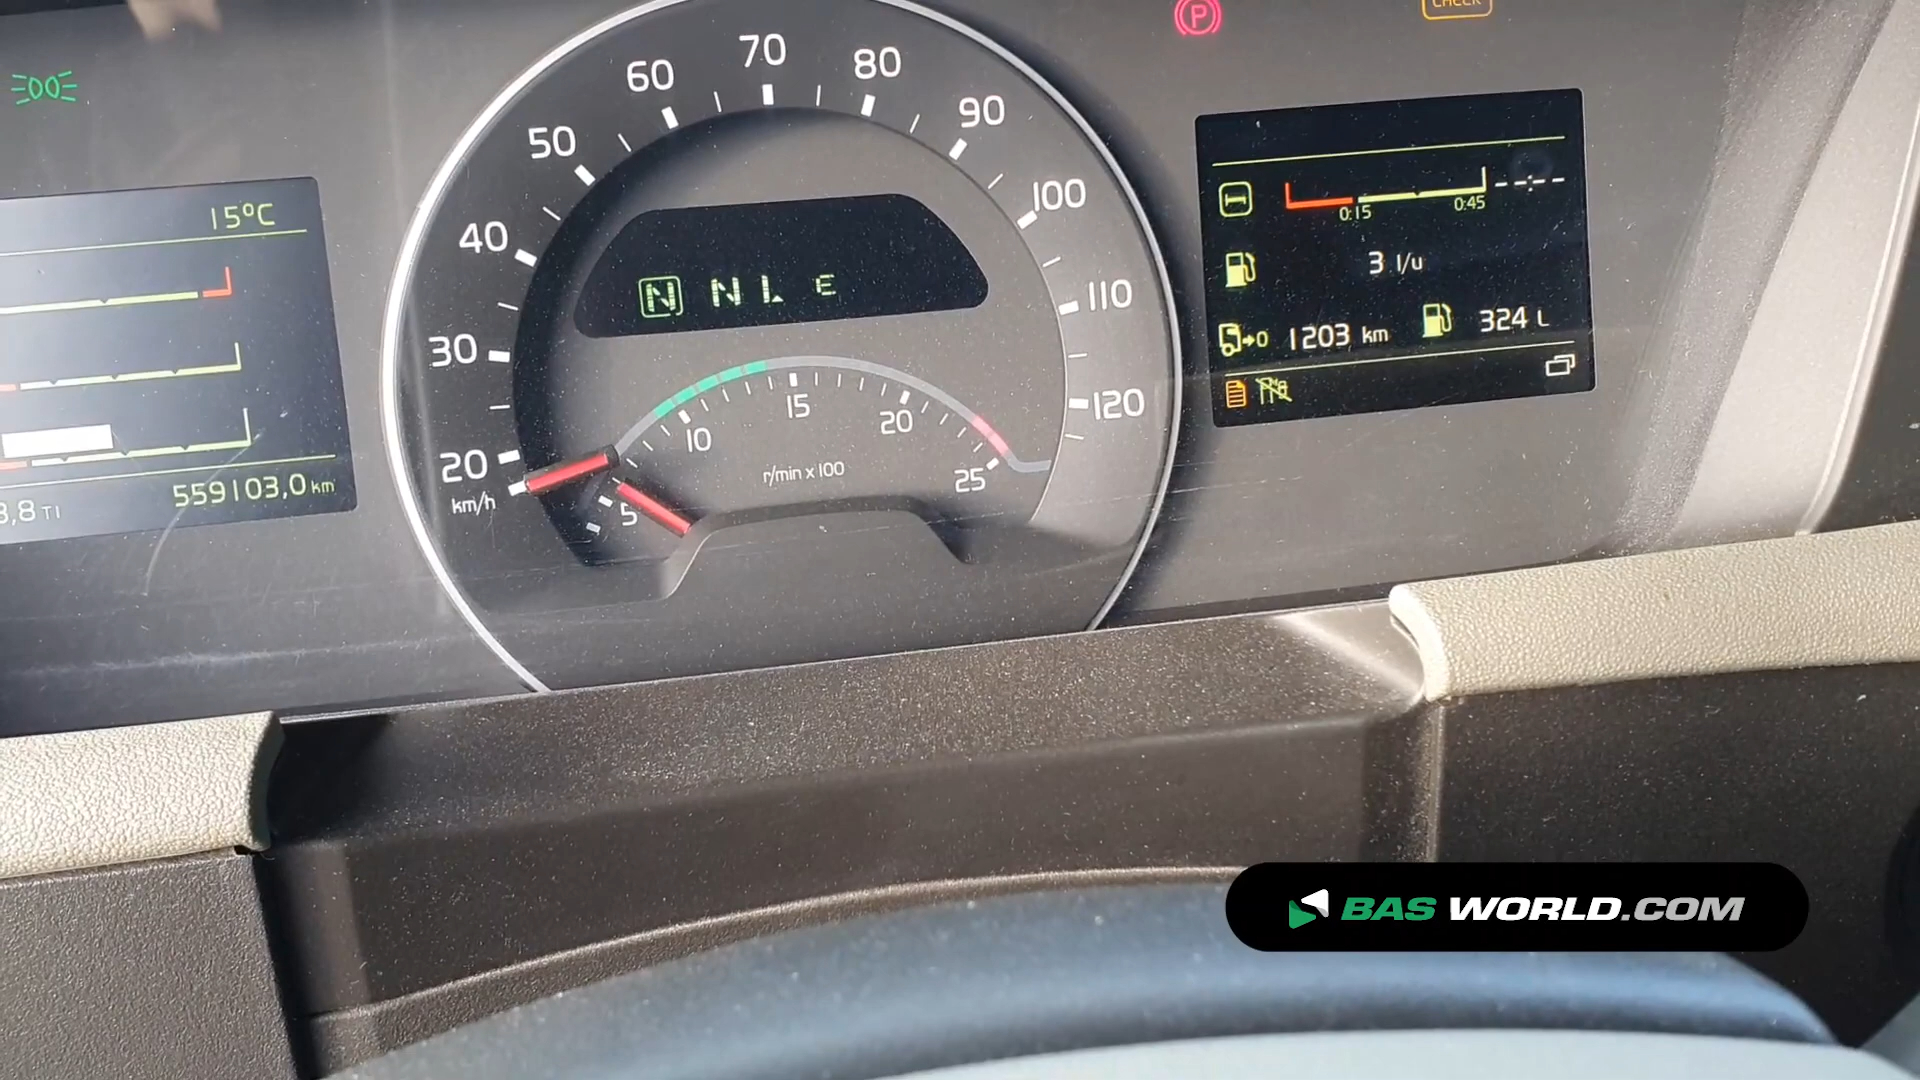 CHECK
P
15°C
3,8 TI
559103,0 km
20
30
40
50
60
70
80
90
100
110
120
km/h
N N L E
5
10
15
20
25
r/min x 100
0:15 0:45 --:--
3 l/u
→0 1203 km 324 L
BAS WORLD.COM